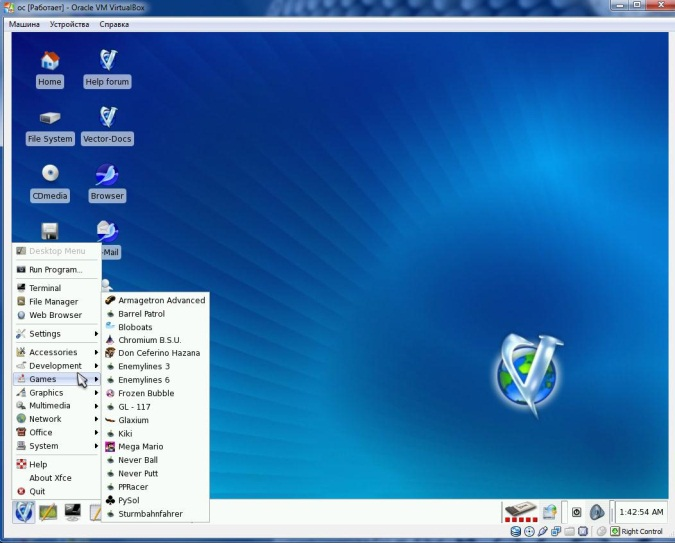 ос [Работает] - Oracle VM VirtualBox
Машина Устройства Справка
Home
Help forum
File System
Vector-Docs
CDmedia
Browser
-Mail
Desktop Menu
Run Program...
Terminal
File Manager
Web Browser
Settings
Accessories
Development
Games
Graphics
Multimedia
Network
Office
System
Help
About Xfce
Quit
Armagetron Advanced
Barrel Patrol
Bloboats
Chromium B.S.U.
Don Ceferino Hazana
Enemylines 3
Enemylines 6
Frozen Bubble
GL - 117
Glaxium
Kiki
Mega Mario
Never Ball
Never Putt
PPRacer
PySol
Sturmbahnfahrer
1:42:54 AM
Right Control